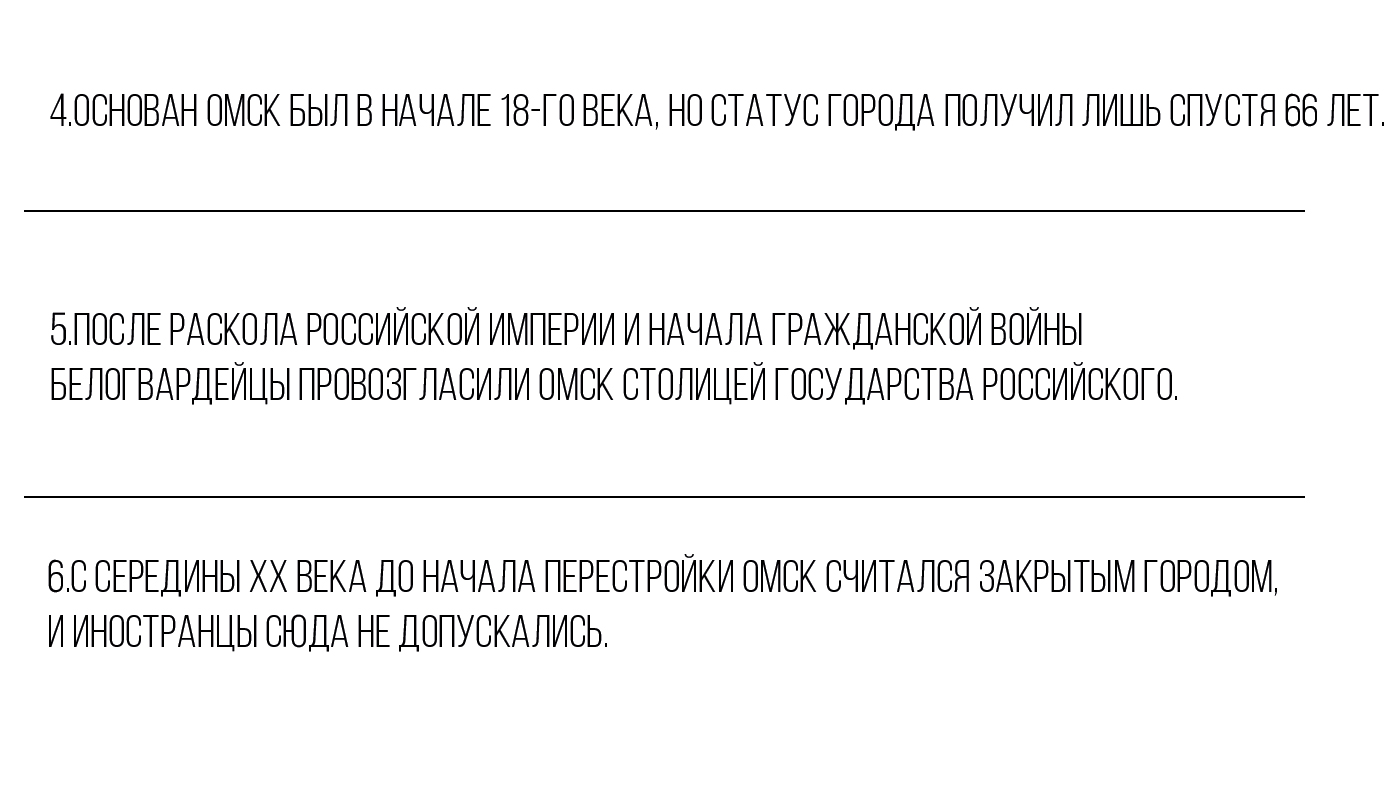 4.ОСНОВАН ОМСК БЫЛ В НАЧАЛЕ 18-ГО ВЕКА, НО СТАТУС ГОРОДА ПОЛУЧИЛ ЛИШЬ СПУСТЯ 66 ЛЕТ.
5.ПОСЛЕ РАСКОЛА РОССИЙСКОЙ ИМПЕРИИ И НАЧАЛА ГРАЖДАНСКОЙ ВОЙНЫ
БЕЛОГВАРДЕЙЦЫ ПРОВОЗГЛАСИЛИ ОМСК СТОЛИЦЕЙ ГОСУДАРСТВА РОССИЙСКОГО.
6.С СЕРЕДИНЫ XX ВЕКА ДО НАЧАЛА ПЕРЕСТРОЙКИ ОМСК СЧИТАЛСЯ ЗАКРЫТЫМ ГОРОДОМ,
И ИНОСТРАНЦЫ СЮДА НЕ ДОПУСКАЛИСЬ.